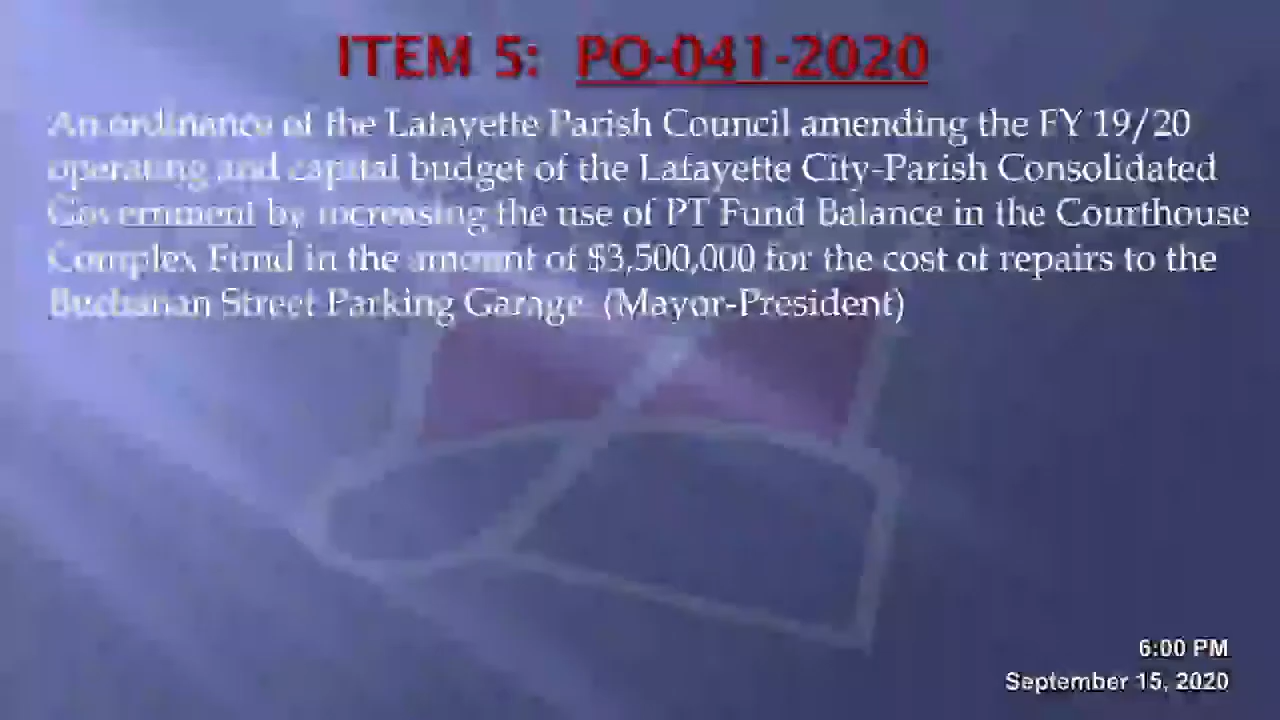 ITEM 5: PO-041-2020
An ordinance of the Lafayette Parish Council amending the FY 19/20
operating and capital budget of the Lafayette City-Parish Consolidated
Government by increasing the use of PT Fund Balance in the Courthouse
Complex Fund in the amount of $3,500,000 for the cost of repairs to the
Buchanan Street Parking Garage. (Mayor-President)
6:00 PM
September 15, 2020